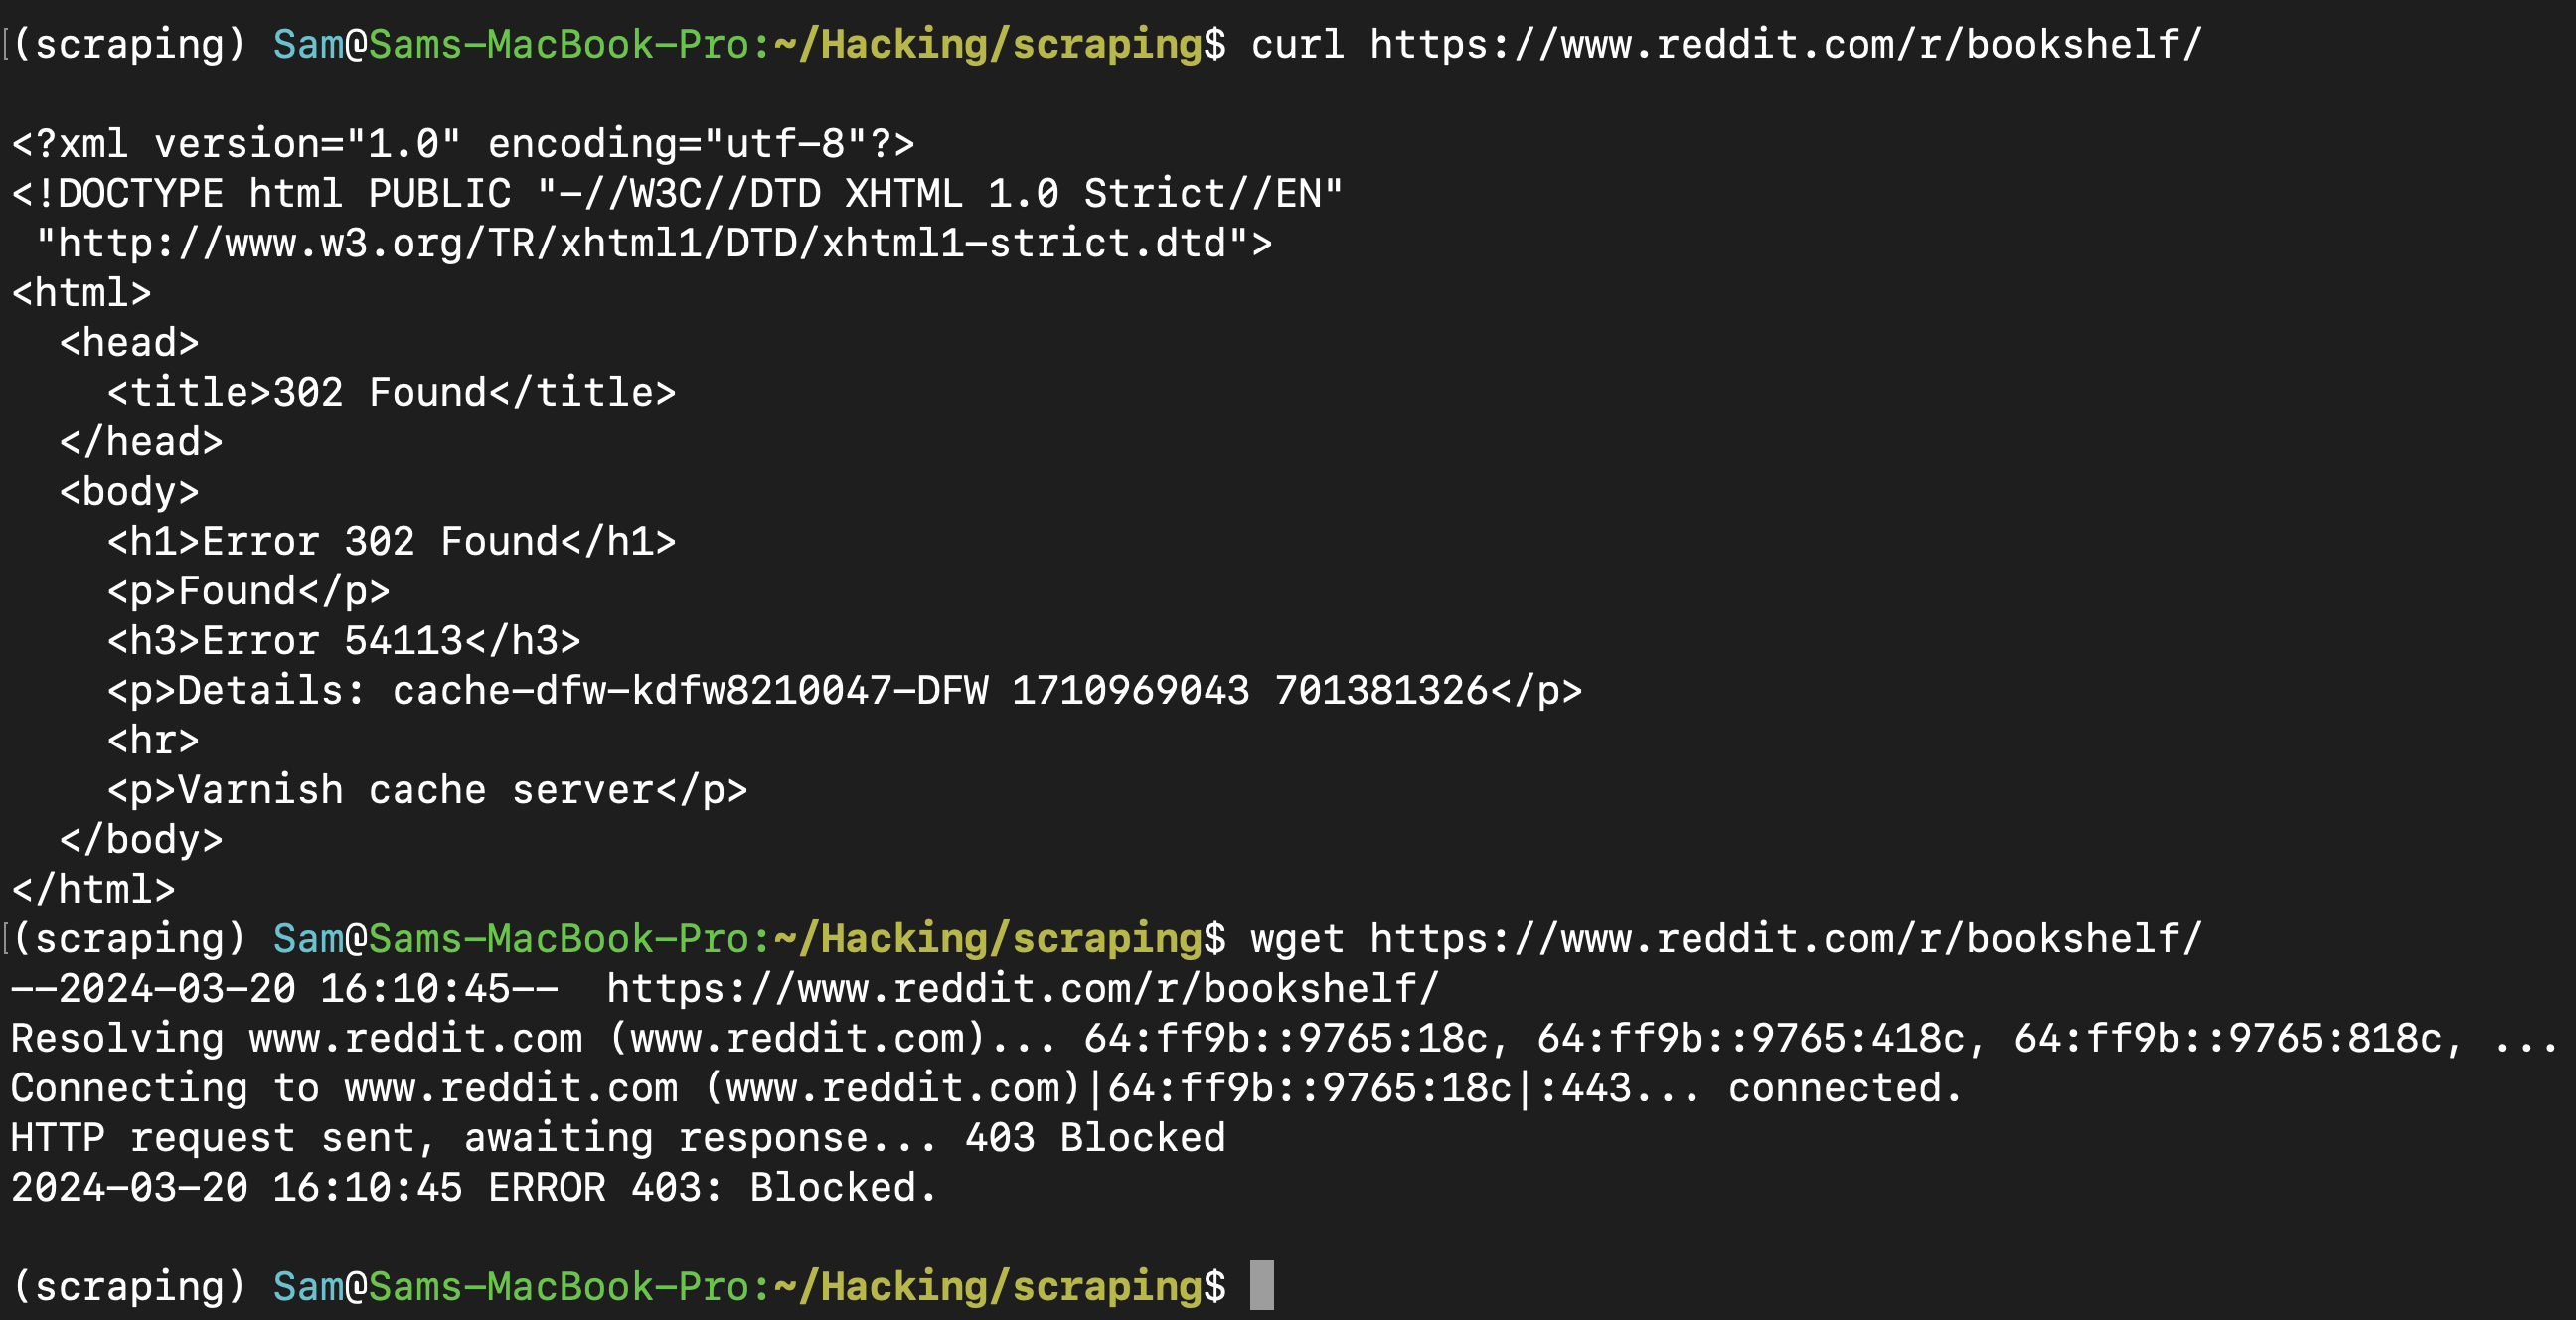 (scraping) Sam@Sams-MacBook-Pro:~/Hacking/scraping$ curl https://www.reddit.com/r/bookshelf/

<?xml version="1.0" encoding="utf-8"?>
<!DOCTYPE html PUBLIC "-//W3C//DTD XHTML 1.0 Strict//EN"
 "http://www.w3.org/TR/xhtml1/DTD/xhtml1-strict.dtd">
<html>
  <head>
    <title>302 Found</title>
  </head>
  <body>
    <h1>Error 302 Found</h1>
    <p>Found</p>
    <h3>Error 54113</h3>
    <p>Details: cache-dfw-kdfw8210047-DFW 1710969043 701381326</p>
    <hr>
    <p>Varnish cache server</p>
  </body>
</html>
(scraping) Sam@Sams-MacBook-Pro:~/Hacking/scraping$ wget https://www.reddit.com/r/bookshelf/
--2024-03-20 16:10:45--  https://www.reddit.com/r/bookshelf/
Resolving www.reddit.com (www.reddit.com)... 64:ff9b::9765:18c, 64:ff9b::9765:418c, 64:ff9b::9765:818c, ...
Connecting to www.reddit.com (www.reddit.com)|64:ff9b::9765:18c|:443... connected.
HTTP request sent, awaiting response... 403 Blocked
2024-03-20 16:10:45 ERROR 403: Blocked.

(scraping) Sam@Sams-MacBook-Pro:~/Hacking/scraping$